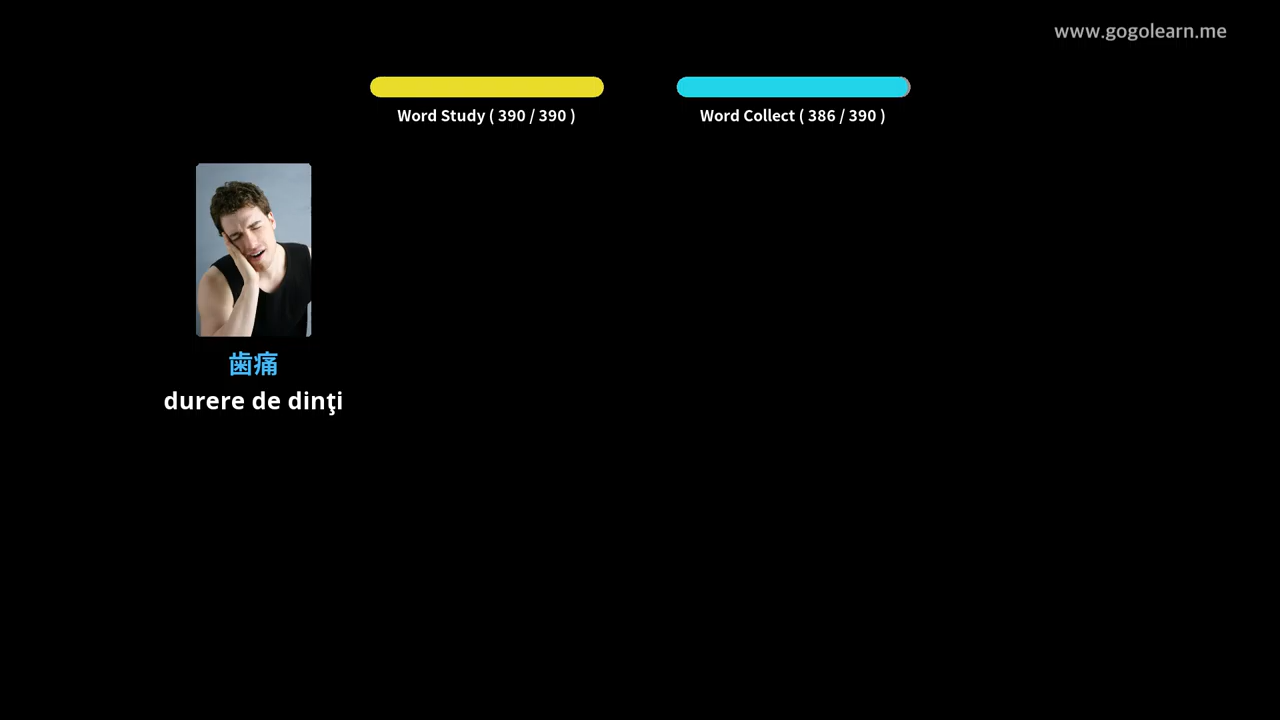 www.gogolearn.me
Word Study ( 390 / 390 )
Word Collect ( 386 / 390 )
歯痛
durere de dinţi